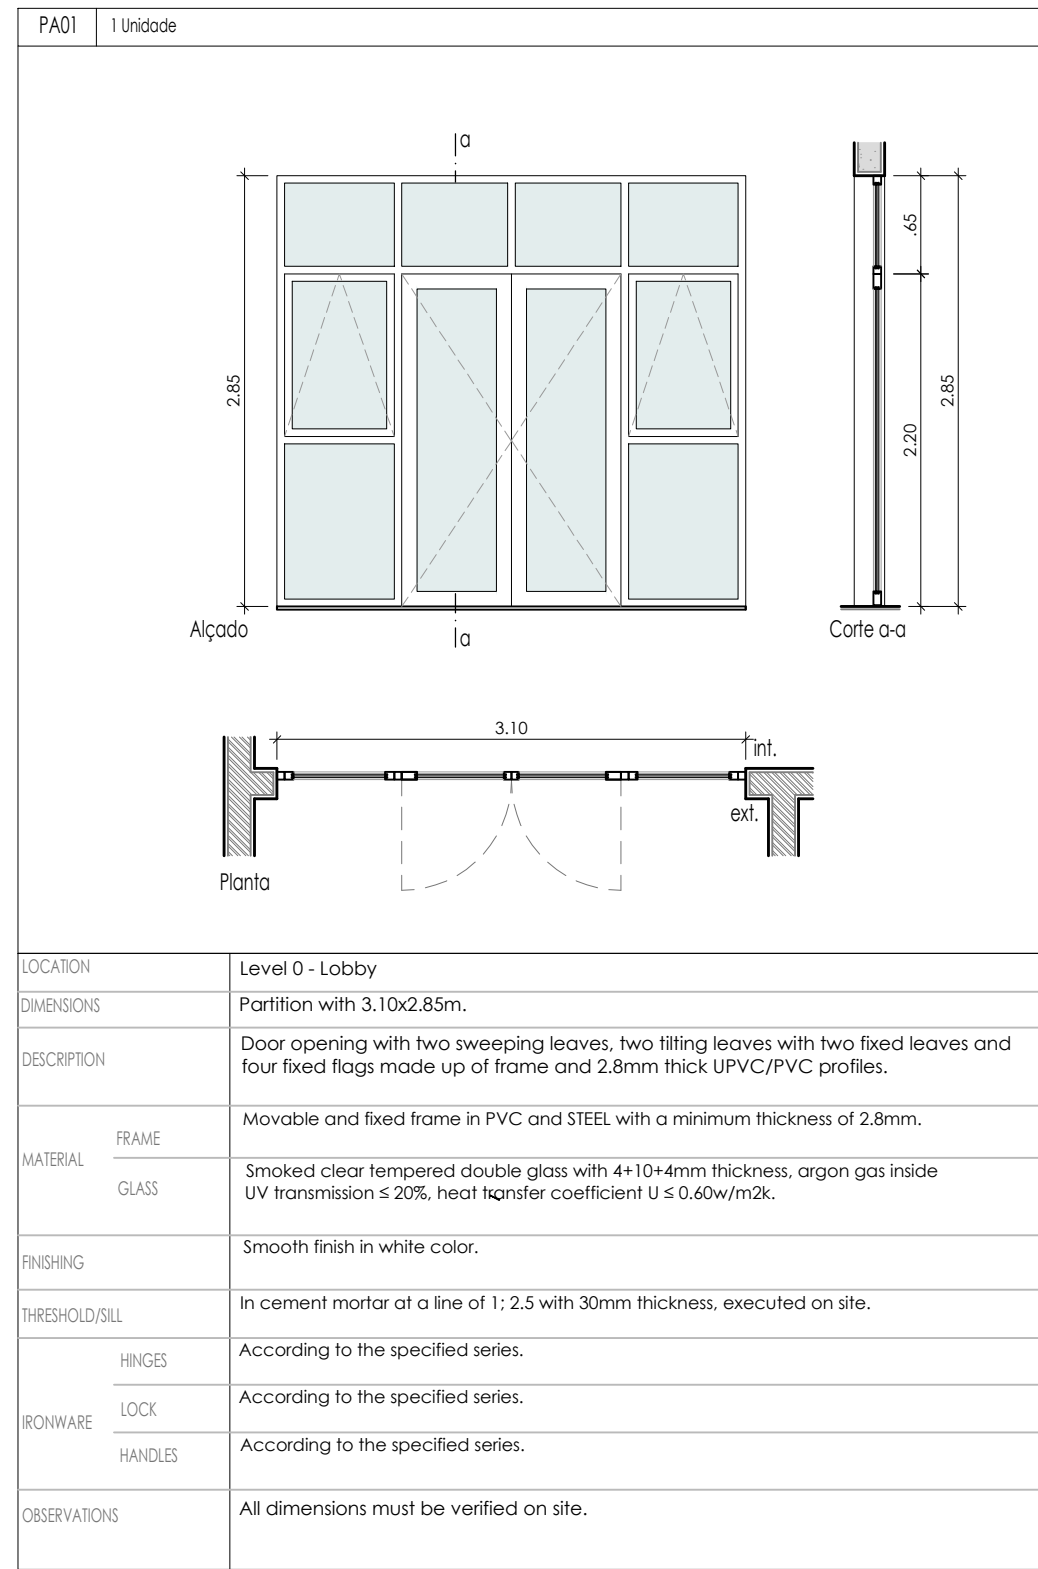 PA01 1 Unidade
a
2.85
.65
2.20
2.85
Alçado
a
Corte a-a
3.10
int.
ext.
Planta
LOCATION Level 0 - Lobby
DIMENSIONS Partition with 3.10x2.85m.
DESCRIPTION Door opening with two sweeping leaves, two tilting leaves with two fixed leaves and
four fixed flags made up of frame and 2.8mm thick UPVC/PVC profiles.
MATERIAL FRAME Movable and fixed frame in PVC and STEEL with a minimum thickness of 2.8mm.
GLASS Smoked clear tempered double glass with 4+10+4mm thickness, argon gas inside
UV transmission ≤ 20%, heat transfer coefficient U ≤ 0.60w/m2k.
FINISHING Smooth finish in white color.
THRESHOLD/SILL In cement mortar at a line of 1; 2.5 with 30mm thickness, executed on site.
IRONWARE HINGES According to the specified series.
LOCK According to the specified series.
HANDLES According to the specified series.
OBSERVATIONS All dimensions must be verified on site.